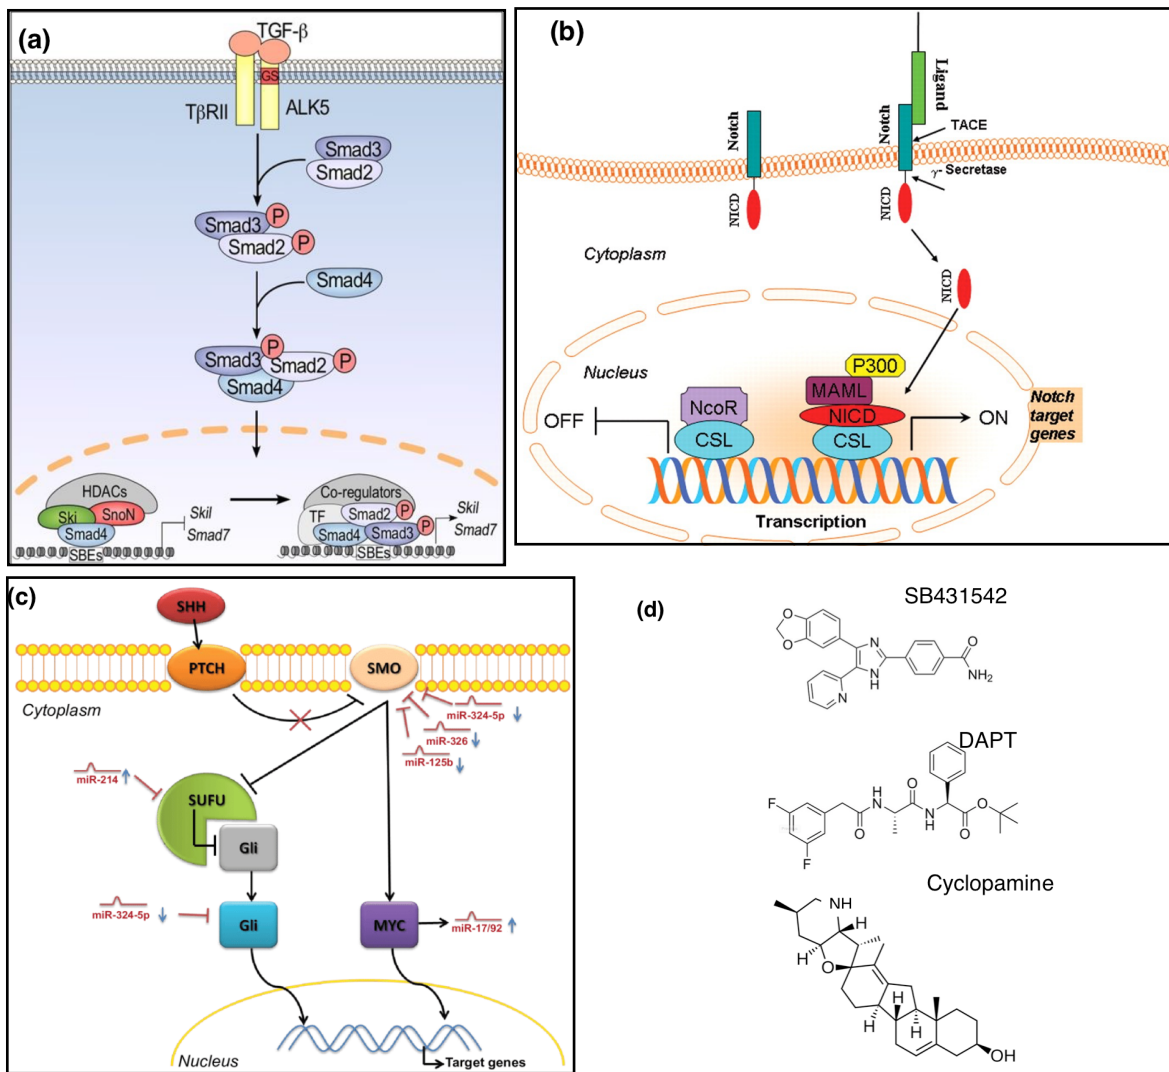 (a)
TGF-β
GS
TβRII
ALK5
Smad3
Smad2
Smad3
P
Smad2
P
Smad4
Smad3
P
Smad2
P
Smad4
HDACs
Ski
SnoN
Smad4
SBEs
Skil
Smad7
Co-regulators
TF
Smad2
P
Smad4
Smad3
P
SBEs
Skil
Smad7
(b)
Ligand
Notch
Notch
TACE
γ- Secretase
NICD
NICD
Cytoplasm
NICD
Nucleus
P300
MAML
NcoR
NICD
OFF
ON
CSL
CSL
Notch
target
genes
Transcription
(c)
SHH
PTCH
SMO
Cytoplasm
miR-324-5p
miR-326
miR-125b
miR-214
SUFU
Gli
miR-324-5p
Gli
MYC
miR-17/92
Nucleus
Target genes
(d)
SB431542
O
O
N
N
H
N
O
NH2
DAPT
F
F
O
H
N
O
N
H
O
O
Cyclopamine
NH
H
H
O
H
H
H
OH